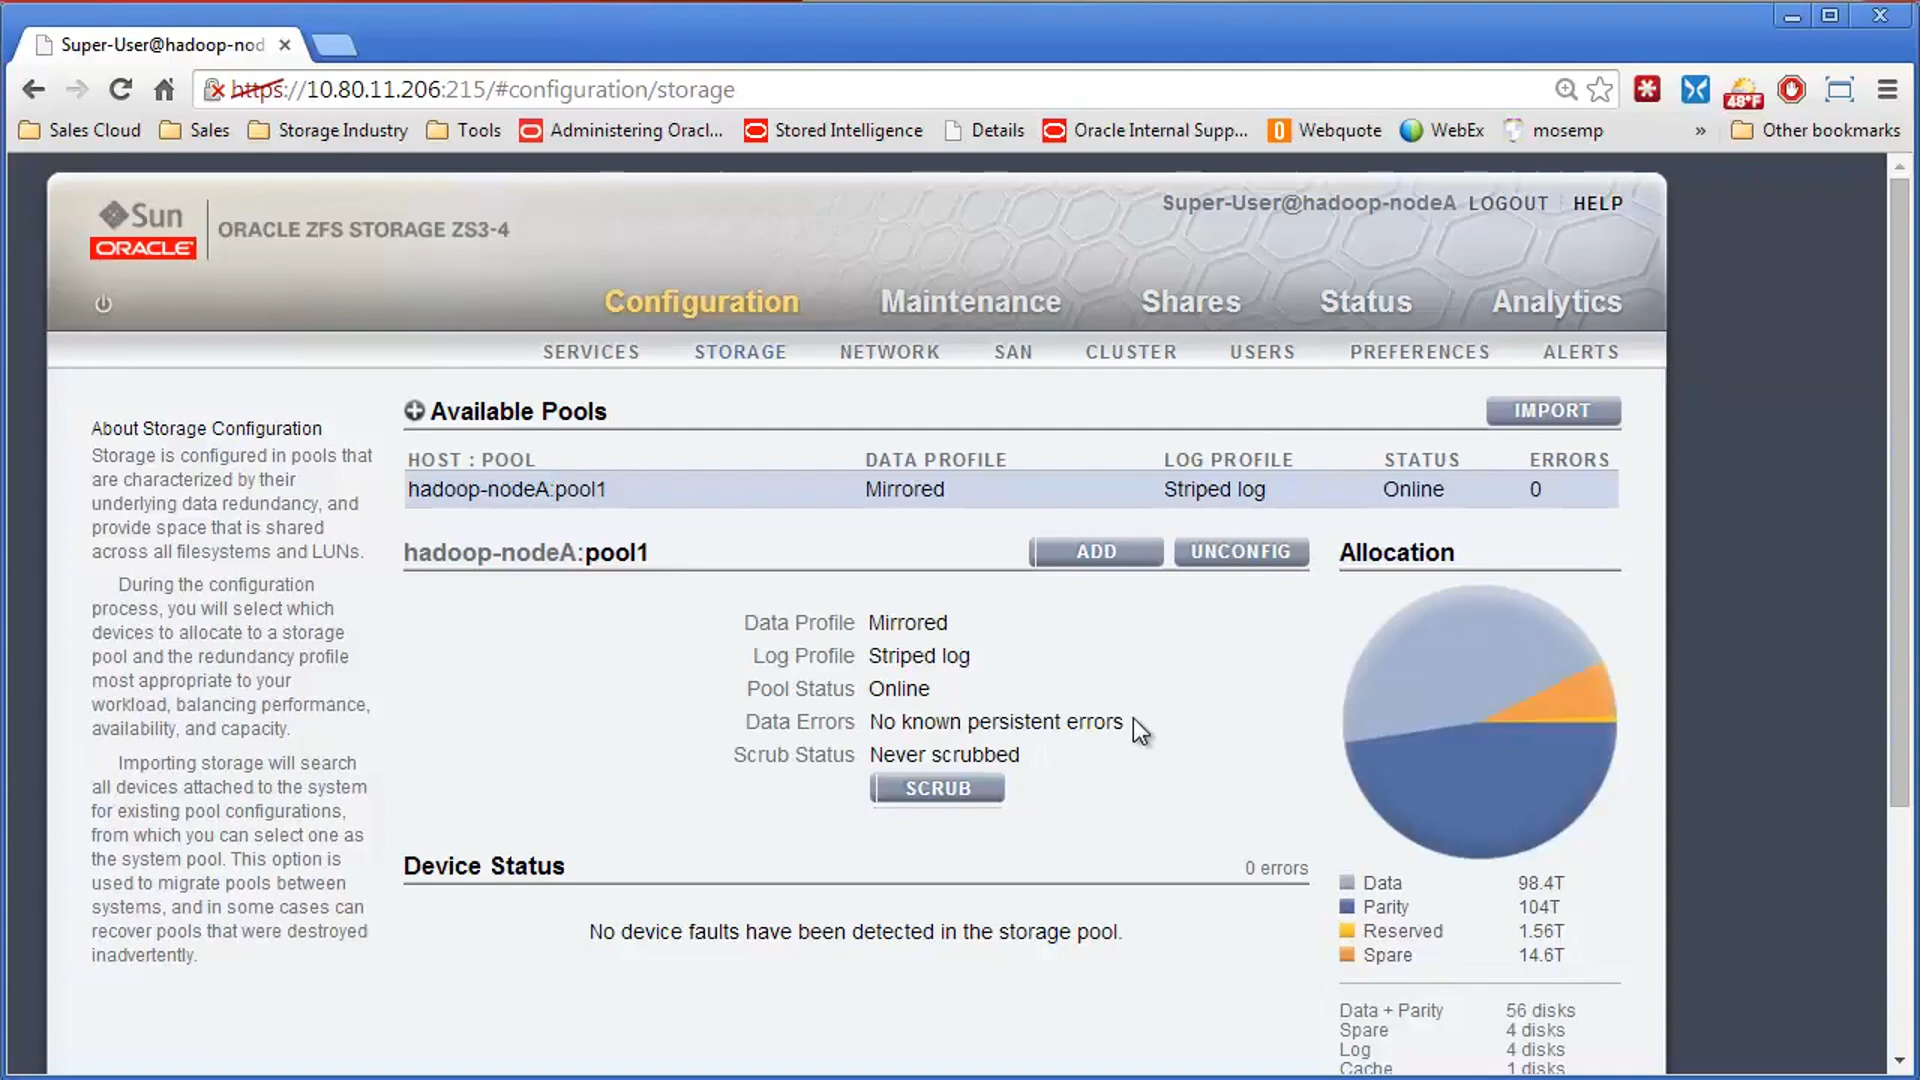 Super-User@hadoop-nod
https://10.80.11.206:215/#configuration/storage
48°F
Sales Cloud
Sales
Storage Industry
Tools
Administering Oracl...
Stored Intelligence
Details
Oracle Internal Supp...
Webquote
WebEx
mosemp
»
Other bookmarks
Sun
ORACLE
ORACLE ZFS STORAGE ZS3-4
Super-User@hadoop-nodeA LOGOUT HELP
Configuration Maintenance Shares Status Analytics
SERVICES STORAGE NETWORK SAN CLUSTER USERS PREFERENCES ALERTS
About Storage Configuration
Storage is configured in pools that
are characterized by their
underlying data redundancy, and
provide space that is shared
across all filesystems and LUNs.
During the configuration
process, you will select which
devices to allocate to a storage
pool and the redundancy profile
most appropriate to your
workload, balancing performance,
availability, and capacity.
Importing storage will search
all devices attached to the system
for existing pool configurations,
from which you can select one as
the system pool. This option is
used to migrate pools between
systems, and in some cases can
recover pools that were destroyed
inadvertently.
Available Pools IMPORT
HOST : POOL DATA PROFILE LOG PROFILE STATUS ERRORS
hadoop-nodeA:pool1 Mirrored Striped log Online 0
hadoop-nodeA:pool1 ADD UNCONFIG
Data Profile Mirrored
Log Profile Striped log
Pool Status Online
Data Errors No known persistent errors
Scrub Status Never scrubbed
SCRUB
Device Status 0 errors
No device faults have been detected in the storage pool.
Allocation
Data 98.4T
Parity 104T
Reserved 1.56T
Spare 14.6T
Data + Parity 56 disks
Spare 4 disks
Log 4 disks
Cache 1 disks